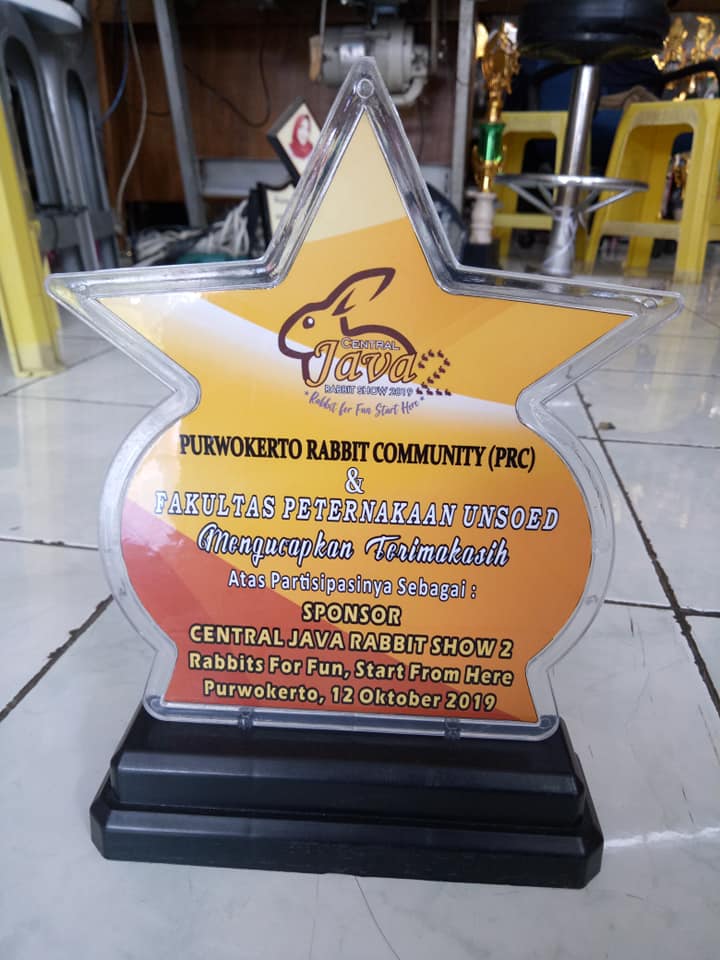 CENTRAL
Java
RABBIT SHOW 2019
"Rabbit for Fun Start Here"
PURWOKERTO RABBIT COMMUNITY (PRC)
&
FAKULTAS PETERNAKAAN UNSOED
Mengucapkan Terimakasih
Atas Partisipasinya Sebagai :
SPONSOR
CENTRAL JAVA RABBIT SHOW 2
Rabbits For Fun, Start From Here
Purwokerto, 12 Oktober 2019